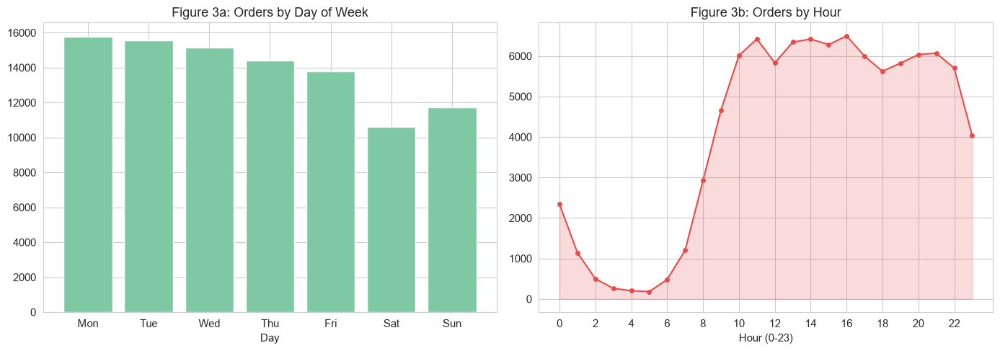 Figure 3a: Orders by Day of Week
16000
14000
12000
10000
8000
6000
4000
2000
0
Mon Tue Wed Thu Fri Sat Sun
Day
Figure 3b: Orders by Hour
6000
5000
4000
3000
2000
1000
0
0 2 4 6 8 10 12 14 16 18 20 22
Hour (0-23)